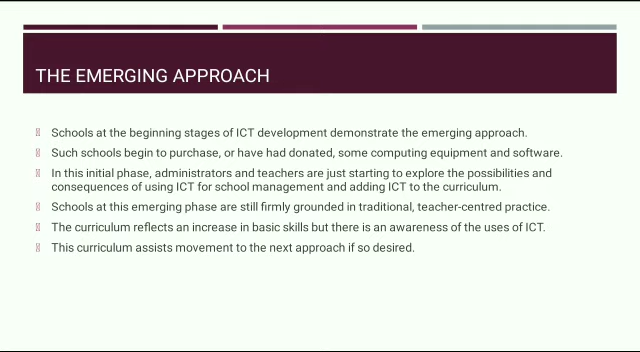 THE EMERGING APPROACH
Schools at the beginning stages of ICT development demonstrate the emerging approach.
Such schools begin to purchase, or have had donated, some computing equipment and software.
In this initial phase, administrators and teachers are just starting to explore the possibilities and
consequences of using ICT for school management and adding ICT to the curriculum.
Schools at this emerging phase are still firmly grounded in traditional, teacher-centred practice.
The curriculum reflects an increase in basic skills but there is an awareness of the uses of ICT.
This curriculum assists movement to the next approach if so desired.